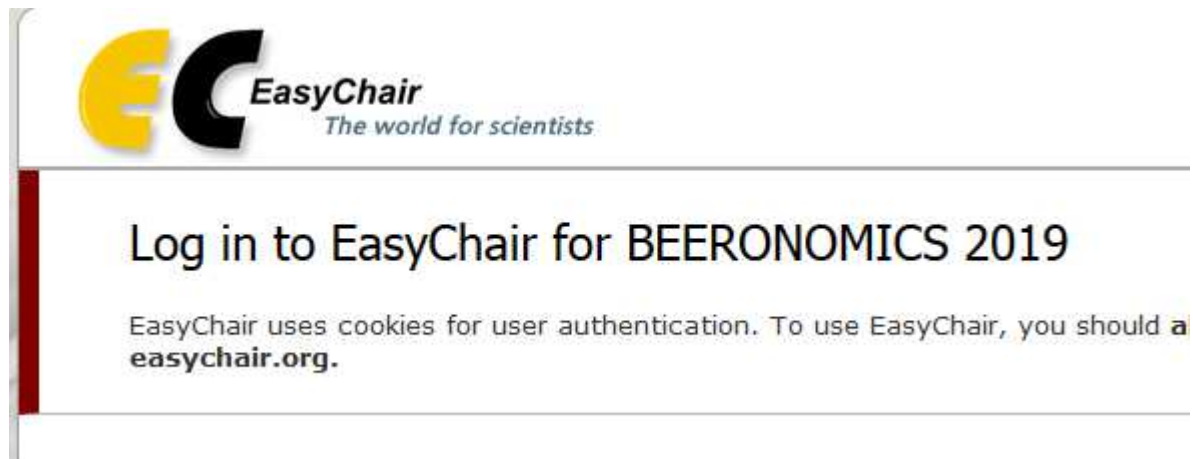 EC
EasyChair
The world for scientists
Log in to EasyChair for BEERONOMICS 2019
EasyChair uses cookies for user authentication. To use EasyChair, you should
easychair.org.